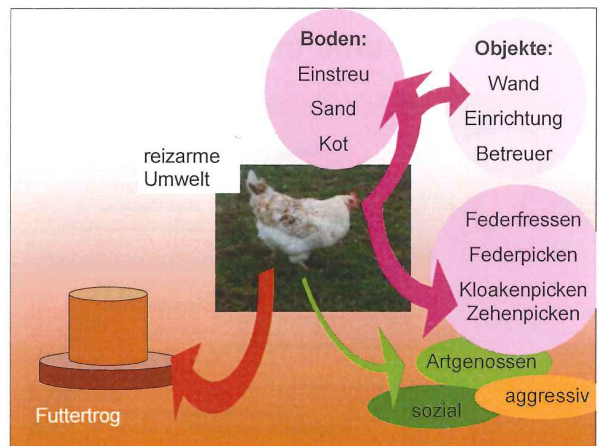 Boden:
Einstreu
Sand
Kot
Objekte:
Wand
Einrichtung
Betreuer
reizarme
Umwelt
Federfressen
Federpicken
Kloakenpicken
Zehenpicken
Artgenossen
aggressiv
sozial
Futtertrog